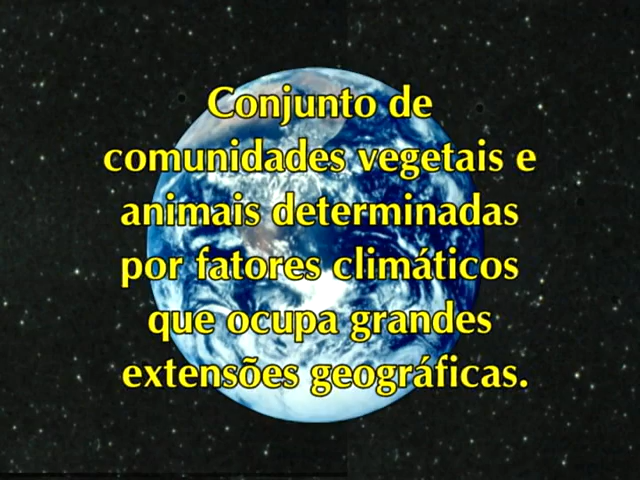 Conjunto de
comunidades vegetais e
animais determinadas
por fatores climáticos
que ocupa grandes
extensões geográficas.